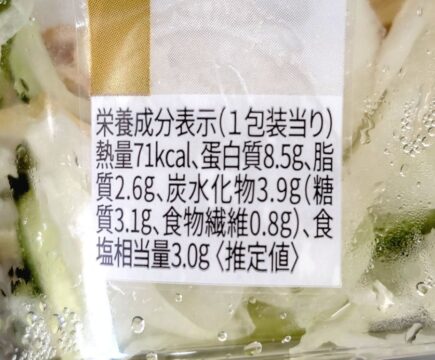 栄養成分表示(1包装当り)
熱量71kcal、蛋白質8.5g、脂
質2.6g、炭水化物3.9g(糖
質3.1g、食物繊維0.8g)、食
塩相当量3.0g〈推定値〉